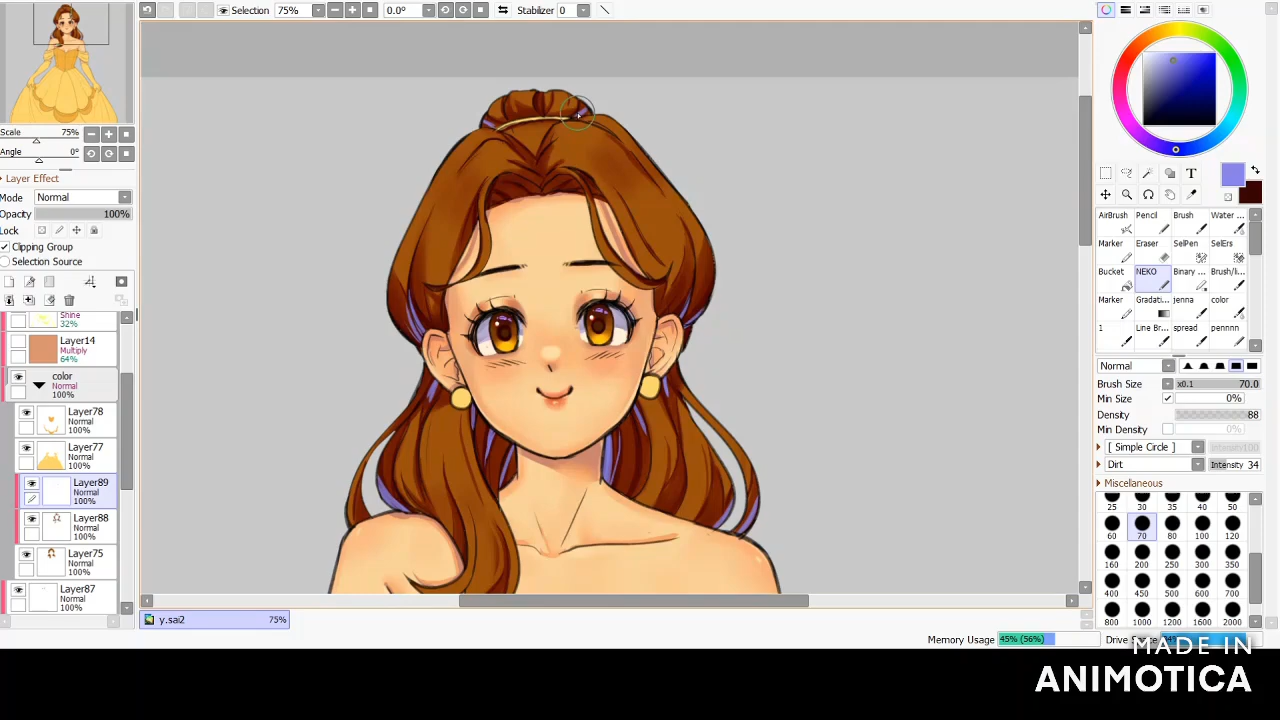 Selection 75% 0.0° Stabilizer 0
Scale 75%
Angle 0°
Layer Effect
Mode Normal
Opacity 100%
Lock
Clipping Group
Selection Source
Shine
32%
Layer14
Multiply
64%
color
Normal
100%
Layer78
Normal
100%
Layer77
Normal
100%
Layer89
Normal
100%
Layer88
Normal
100%
Layer75
Normal
100%
Layer87
Normal
100%
y.sai2 75%
T
AirBrush Pencil Brush Water ...
Marker Eraser SelPen SelErs
Bucket NEKO Binary ... Brush/l...
Marker Gradati... jenna color
1 Line Br... spread pennnn
Normal
Brush Size x0.1 70.0
Min Size 0%
Density 88
Min Density 0%
[ Simple Circle ] Intensity 100
Dirt Intensity 34
Miscellaneous
25 30 35 40 50
60 70 80 100 120
160 200 250 300 350
400 450 500 600 700
800 1000 1200 1600 2000
Memory Usage 45% (56%) Drive
MADE IN
ANIMOTICA